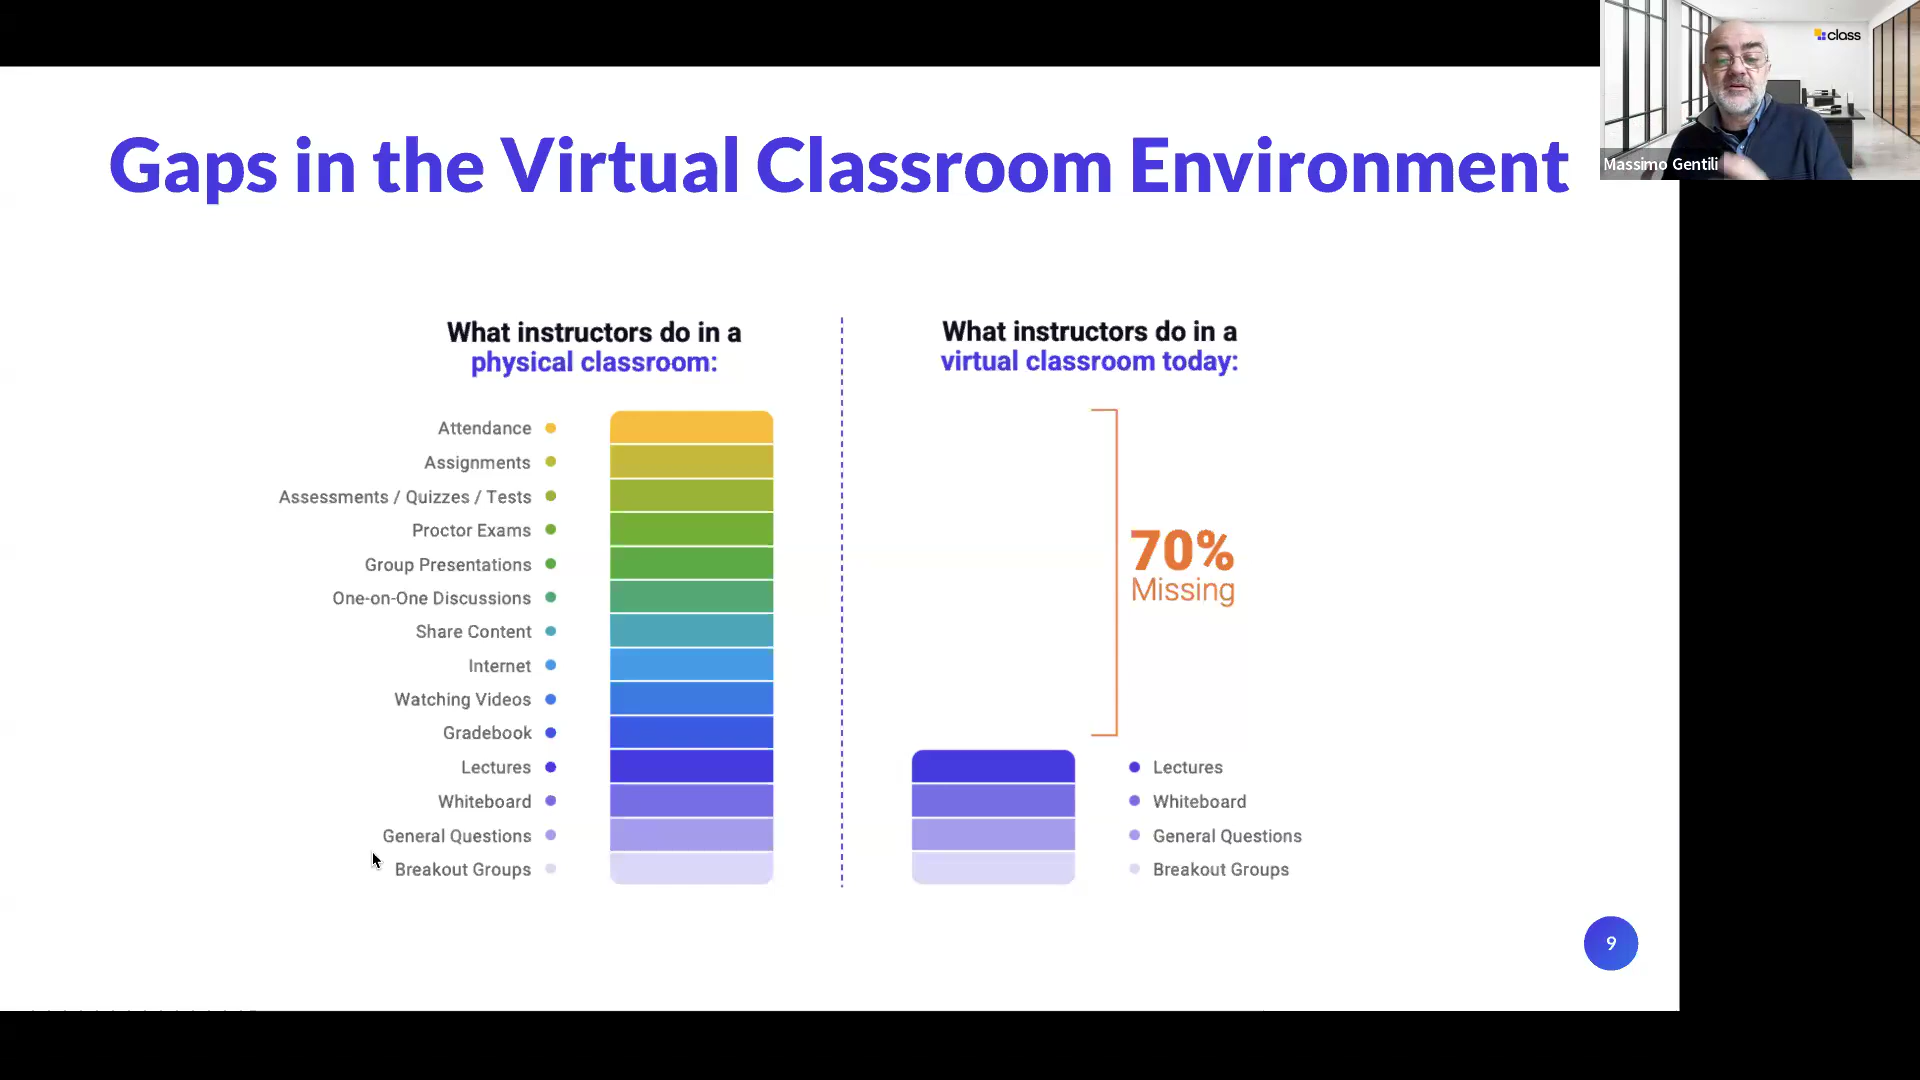 class
Massimo Gentili
Gaps in the Virtual Classroom Environment
What instructors do in a
physical classroom:
Attendance
Assignments
Assessments / Quizzes / Tests
Proctor Exams
Group Presentations
One-on-One Discussions
Share Content
Internet
Watching Videos
Gradebook
Lectures
Whiteboard
General Questions
Breakout Groups
What instructors do in a
virtual classroom today:
70%
Missing
Lectures
Whiteboard
General Questions
Breakout Groups
9